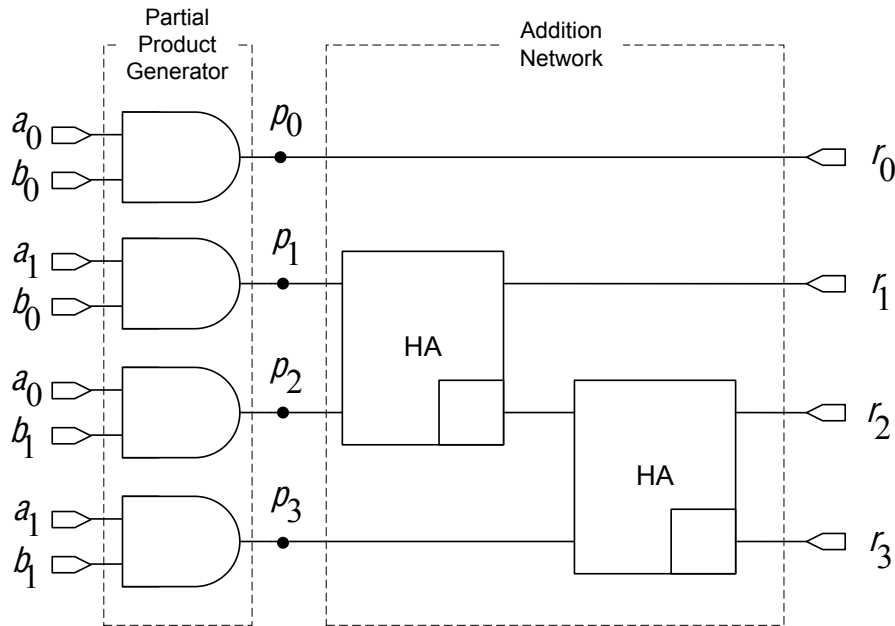 Partial
Product
Generator
Addition
Network
a0
b0
p0
r0
a1
b0
p1
r1
HA
a0
b1
p2
r2
HA
a1
b1
p3
r3